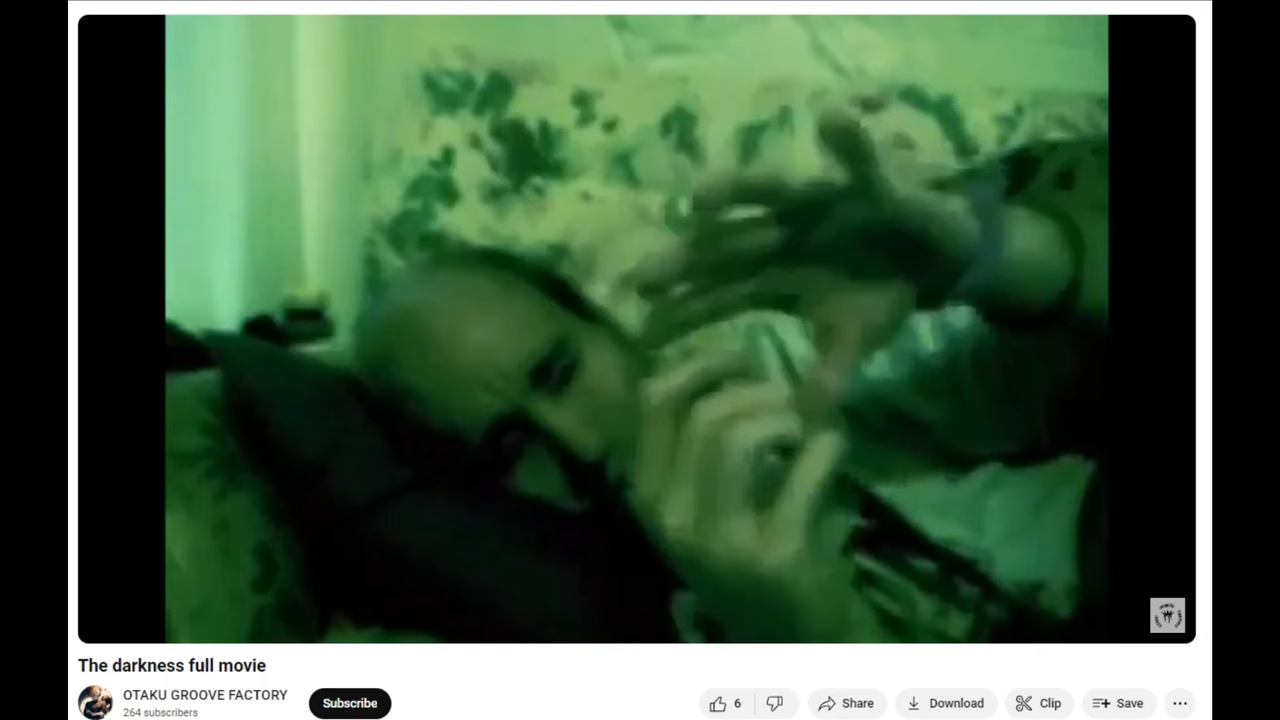 The darkness full movie
OTAKU GROOVE FACTORY
264 subscribers
Subscribe
6
Share
Download
Clip
Save